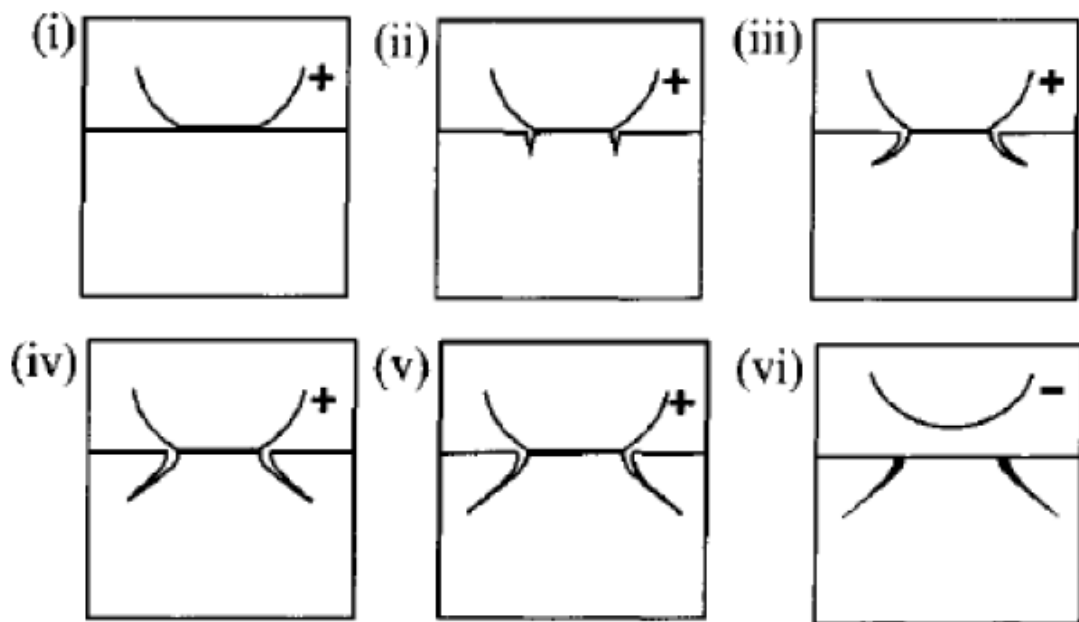 (i) + (ii) + (iii) +
(iv) + (v) + (vi) −